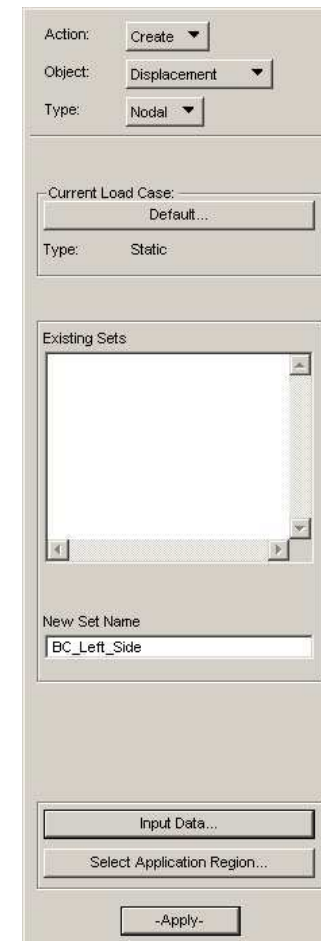 Action: Create
Object: Displacement
Type: Nodal
Current Load Case:
Default...
Type: Static
Existing Sets
New Set Name
BC_Left_Side
Input Data...
Select Application Region...
-Apply-